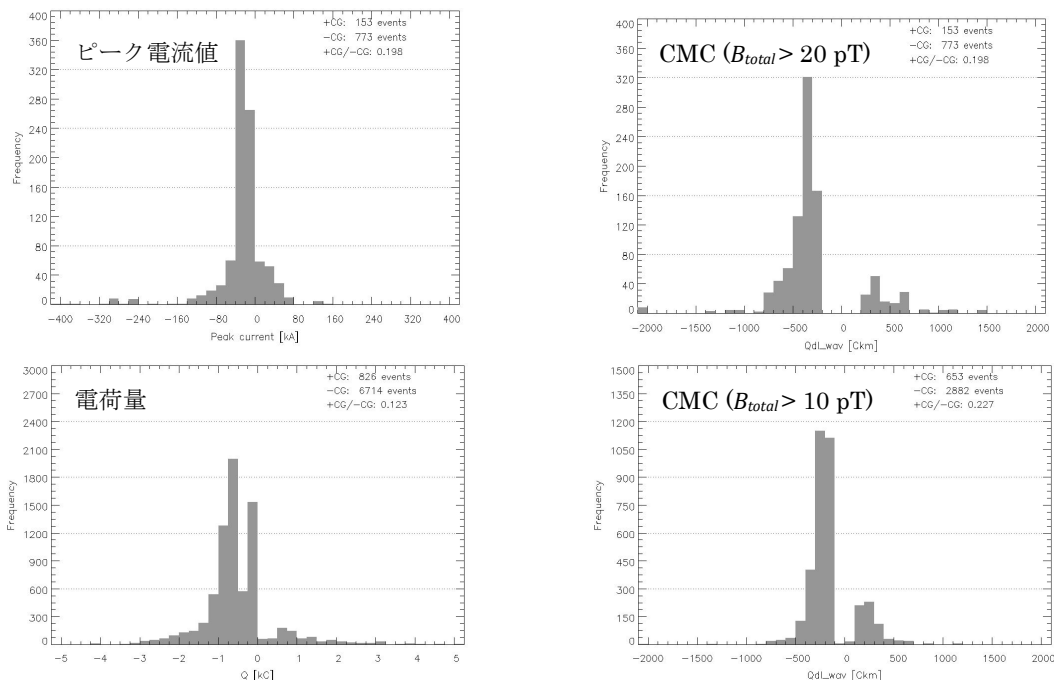 ピーク電流値
+CG: 153 events
-CG: 773 events
+CG/-CG: 0.198
400
360
320
280
240
200
160
120
80
40
0
Frequency
-400 -320 -240 -160 -80 0 80 160 240 320 400
Peak current [kA]
CMC (Btotal > 20 pT)
+CG: 153 events
-CG: 773 events
+CG/-CG: 0.198
400
360
320
280
240
200
160
120
80
40
0
Frequency
-2000 -1500 -1000 -500 0 500 1000 1500 2000
Qdl_wav [Ckm]
電荷量
+CG: 826 events
-CG: 6714 events
+CG/-CG: 0.123
3000
2700
2400
2100
1800
1500
1200
900
600
300
0
Frequency
-5 -4 -3 -2 -1 0 1 2 3 4 5
Q [kC]
CMC (Btotal > 10 pT)
+CG: 653 events
-CG: 2882 events
+CG/-CG: 0.227
1500
1350
1200
1050
900
750
600
450
300
150
0
Frequency
-2000 -1500 -1000 -500 0 500 1000 1500 2000
Qdl_wav [Ckm]